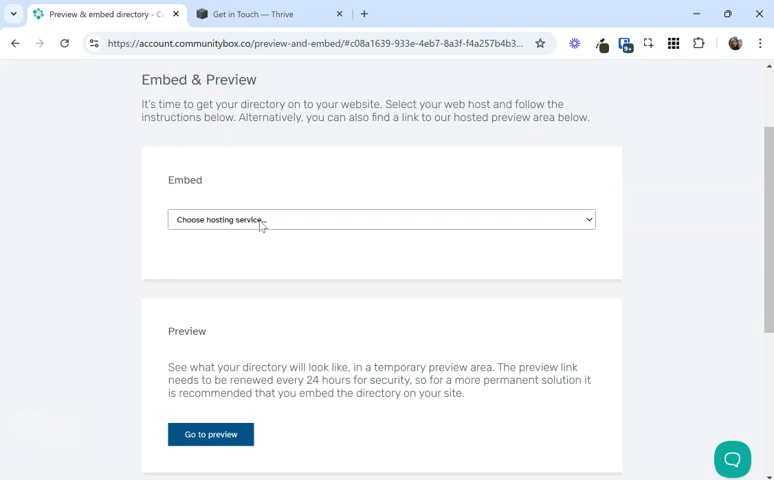 Preview & embed directory - Co
Get in Touch — Thrive
https://account.communitybox.co/preview-and-embed/#c08a1639-933e-4eb7-8a3f-f4a257b4b3...
9+
Embed & Preview
It's time to get your directory on to your website. Select your web host and follow the
instructions below. Alternatively, you can also find a link to our hosted preview area below.
Embed
Choose hosting service...
Preview
See what your directory will look like, in a temporary preview area. The preview link
needs to be renewed every 24 hours for security, so for a more permanent solution it
is recommended that you embed the directory on your site.
Go to preview